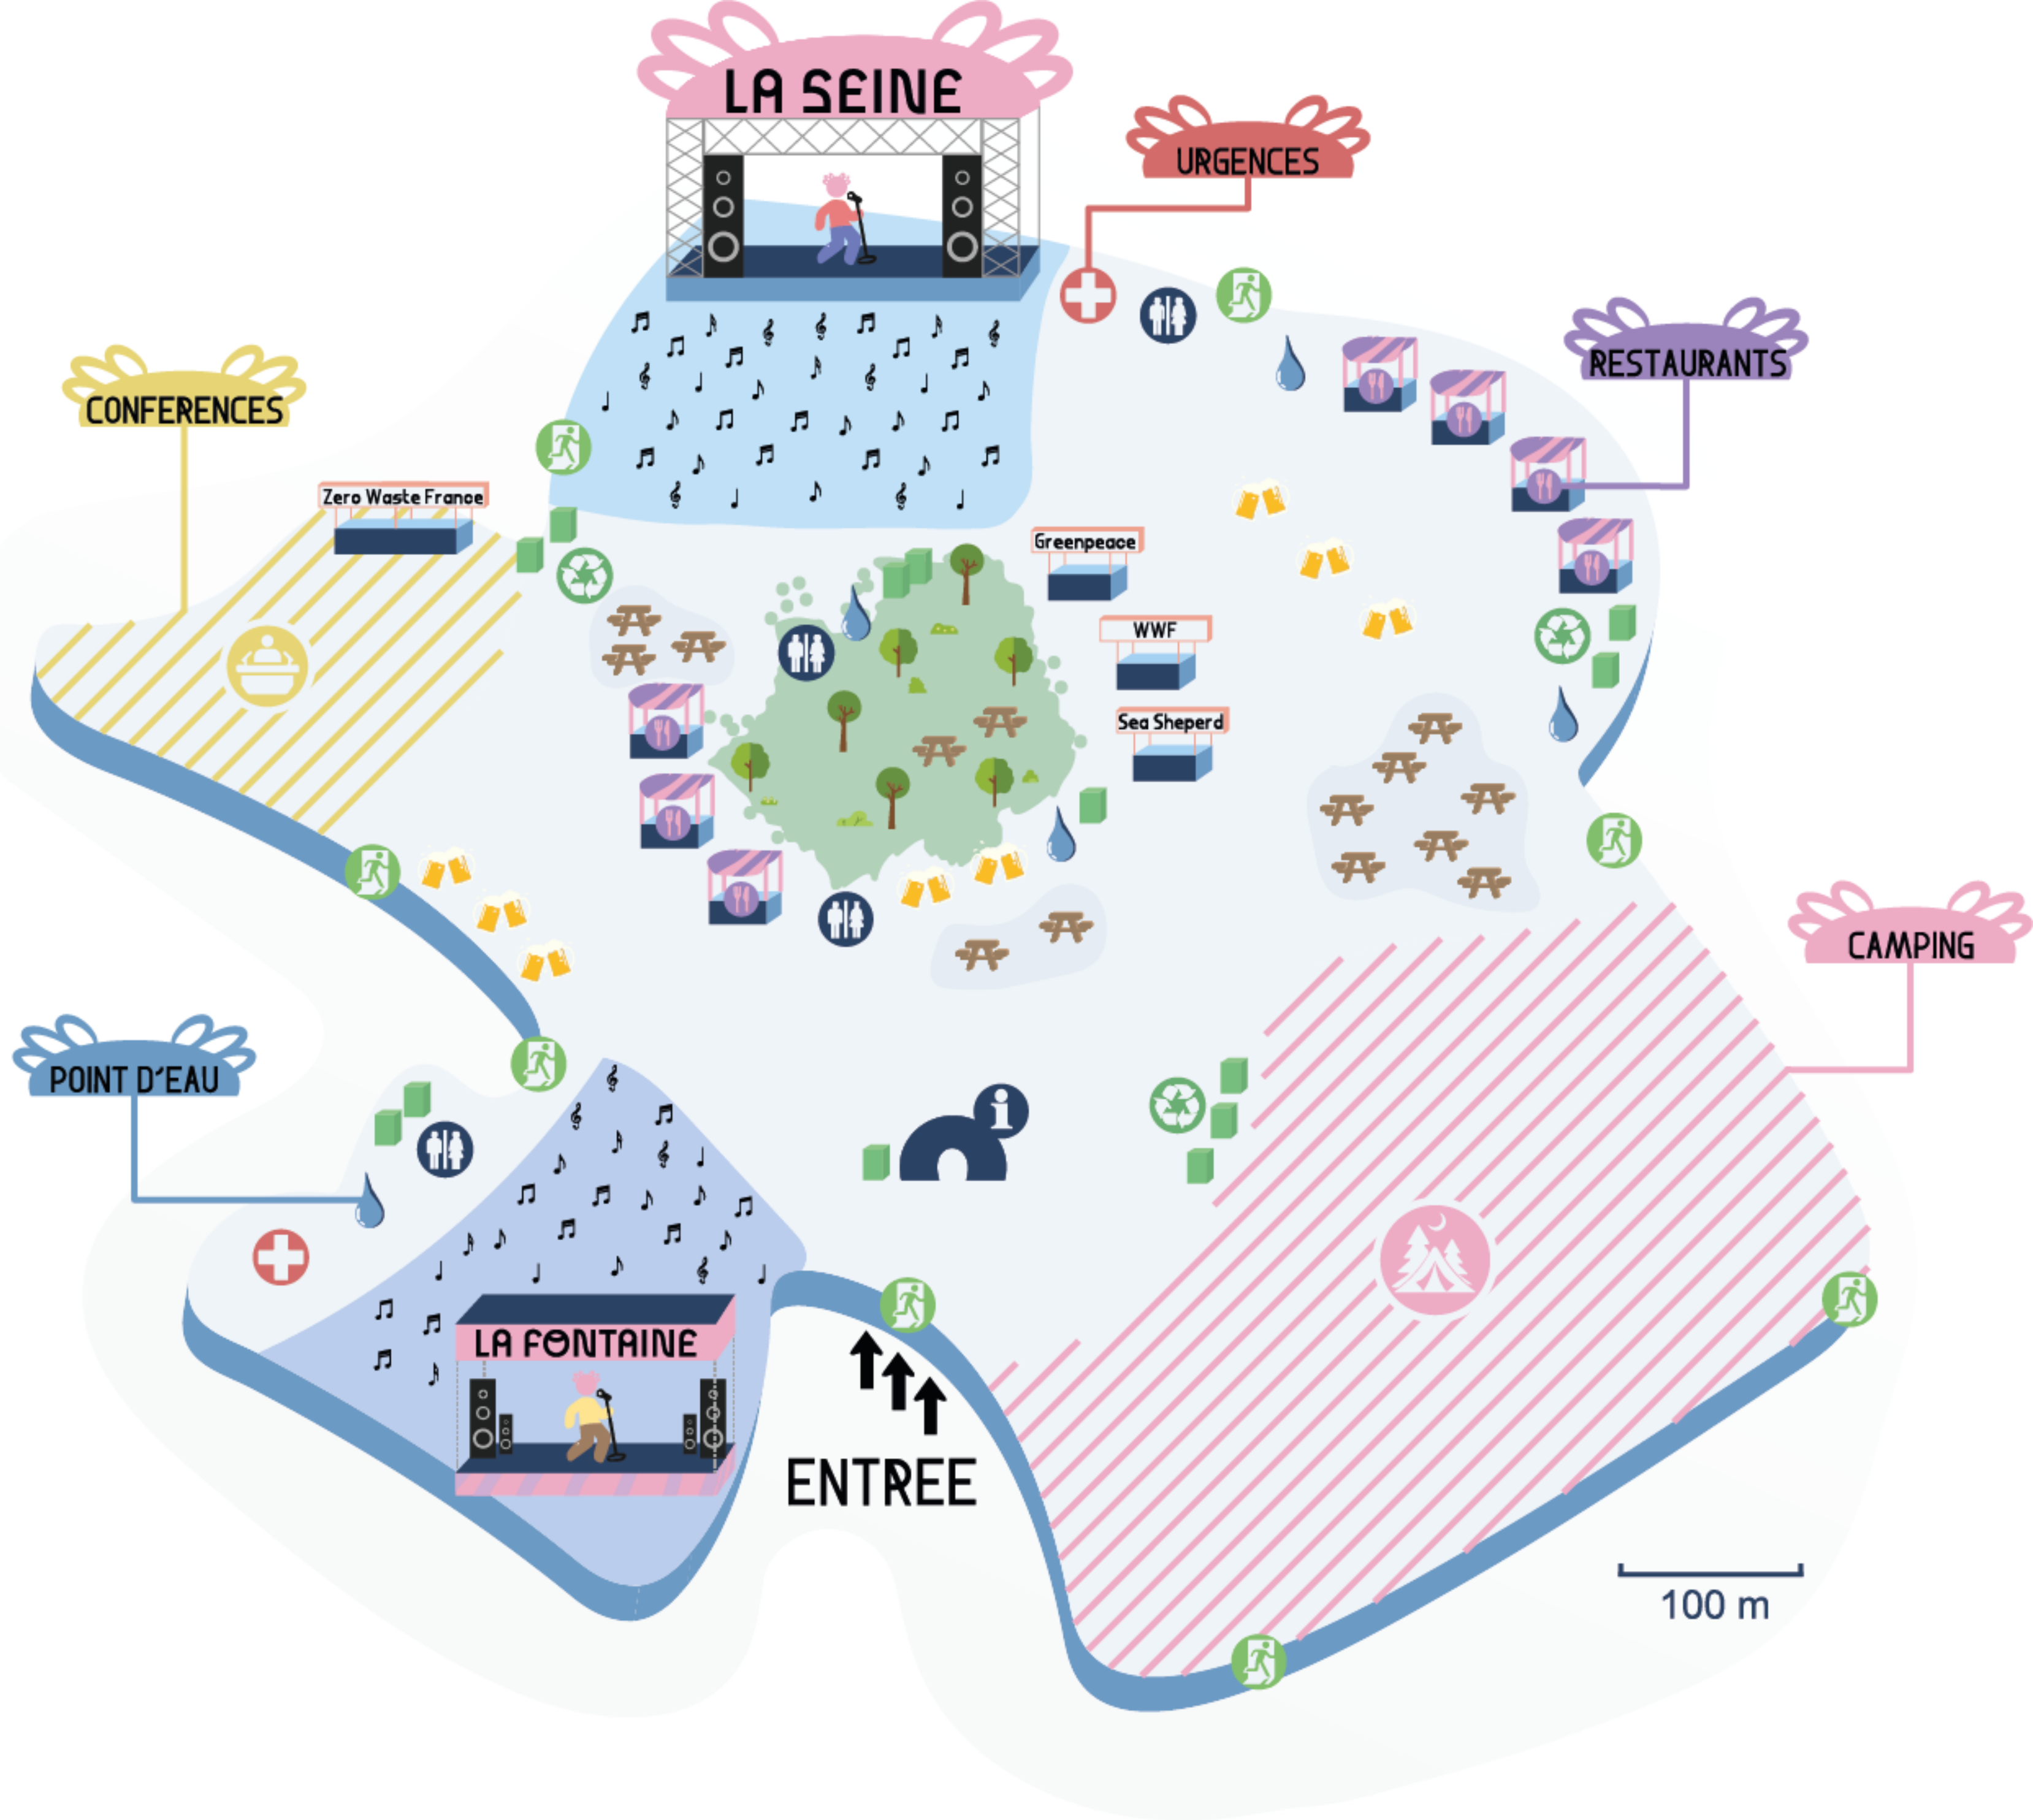 LA SEINE
URGENCES
RESTAURANTS
CONFERENCES
Zero Waste France
Greenpeace
WWF
Sea Sheperd
CAMPING
POINT D'EAU
i
LA FONTAINE
ENTREE
100 m